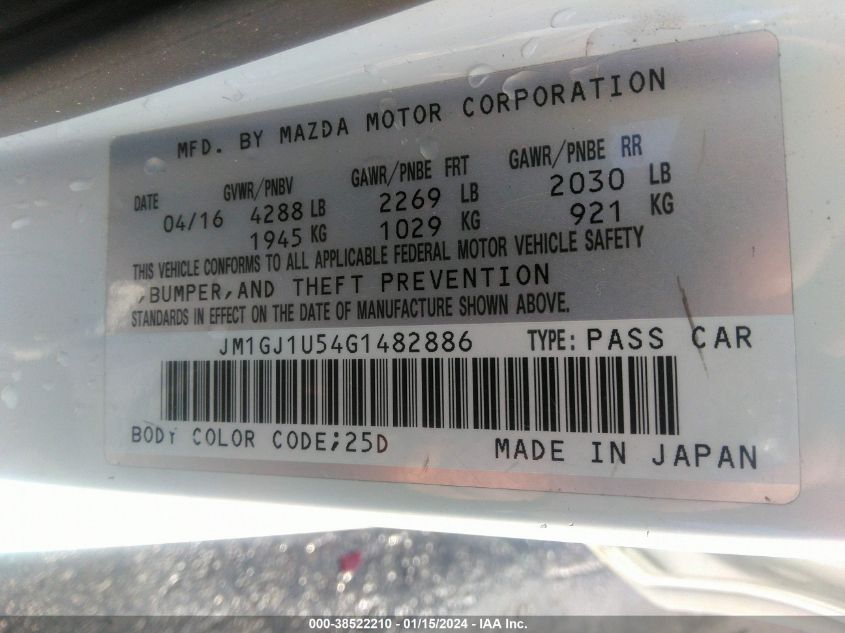 MFD. BY MAZDA MOTOR CORPORATION
DATE GVWR/PNBV GAWR/PNBE FRT GAWR/PNBE RR
04/16 4288 LB 2269 LB 2030 LB
1945 KG 1029 KG 921 KG
THIS VEHICLE CONFORMS TO ALL APPLICABLE FEDERAL MOTOR VEHICLE SAFETY
,BUMPER,AND THEFT PREVENTION
STANDARDS IN EFFECT ON THE DATE OF MANUFACTURE SHOWN ABOVE.
JM1GJ1U54G1482886 TYPE: PASS CAR
BODY COLOR CODE;25D MADE IN JAPAN
000-38522210 - 01/15/2024 - IAA Inc.